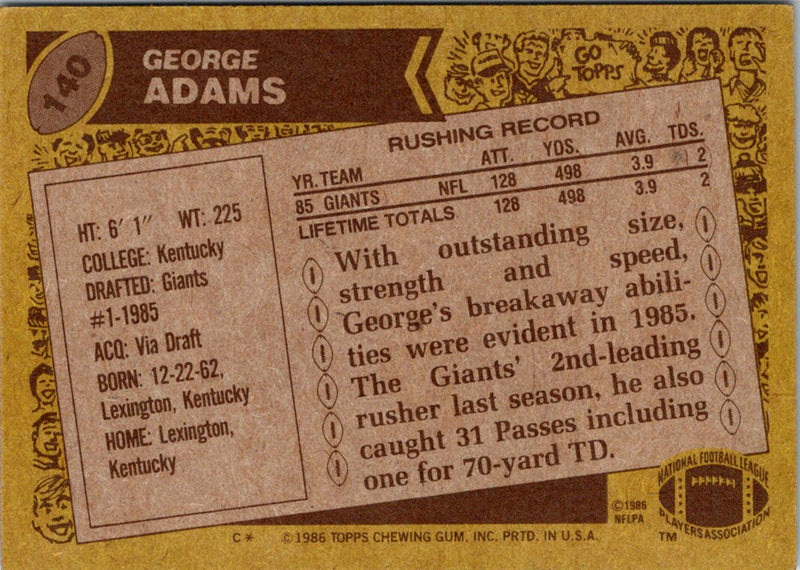 140
GEORGE
ADAMS
GO
TOPPS
RUSHING RECORD
YR. TEAM ATT. YDS. AVG. TDS.
85 GIANTS NFL 128 498 3.9 2
LIFETIME TOTALS 128 498 3.9 2
HT: 6′ 1″ WT: 225
COLLEGE: Kentucky
DRAFTED: Giants
#1-1985
ACQ: Via Draft
BORN: 12-22-62,
Lexington, Kentucky
HOME: Lexington,
Kentucky
With outstanding size,
strength and speed,
George's breakaway abili-
ties were evident in 1985.
The Giants' 2nd-leading
rusher last season, he also
caught 31 Passes including
one for 70-yard TD.
©1986
NFLPA
NATIONAL FOOTBALL LEAGUE
PLAYERS ASSOCIATION
TM
C* ©1986 TOPPS CHEWING GUM, INC. PRTD. IN U.S.A.